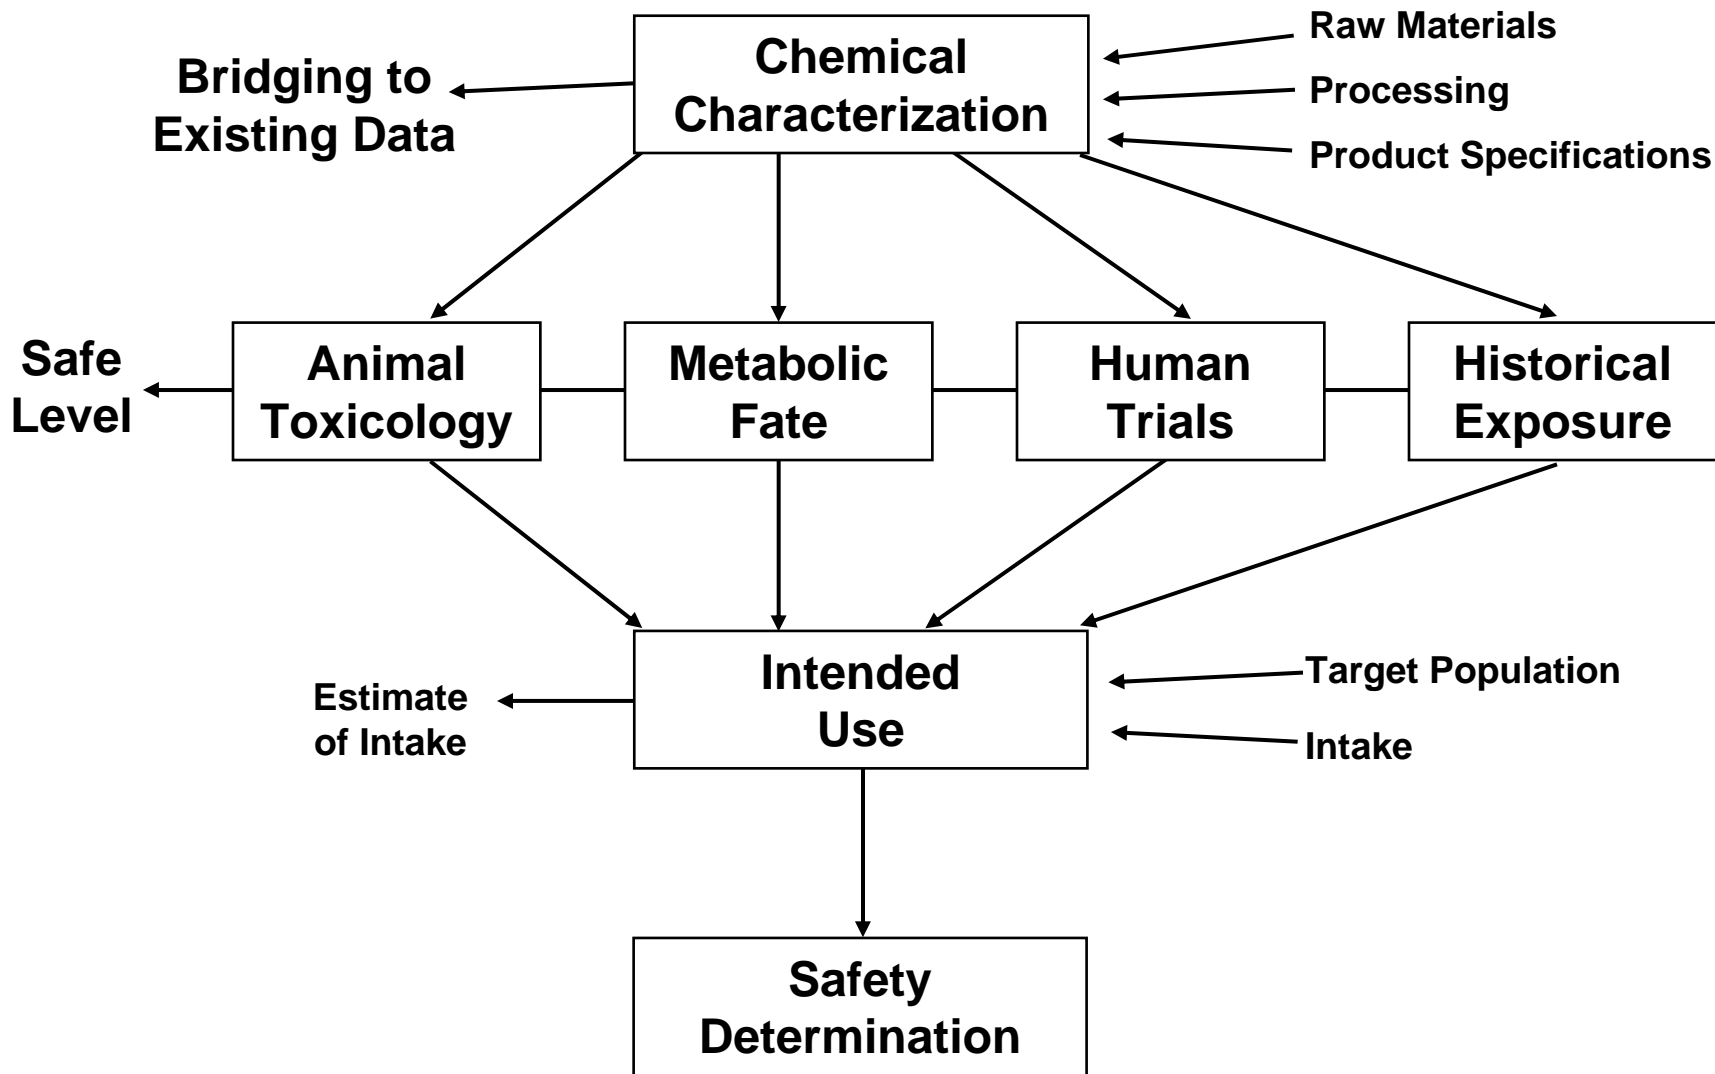 Chemical
Characterization
Raw Materials
Processing
Product Specifications
Bridging to
Existing Data
Safe
Level
Animal
Toxicology
Metabolic
Fate
Human
Trials
Historical
Exposure
Estimate
of Intake
Intended
Use
Target Population
Intake
Safety
Determination